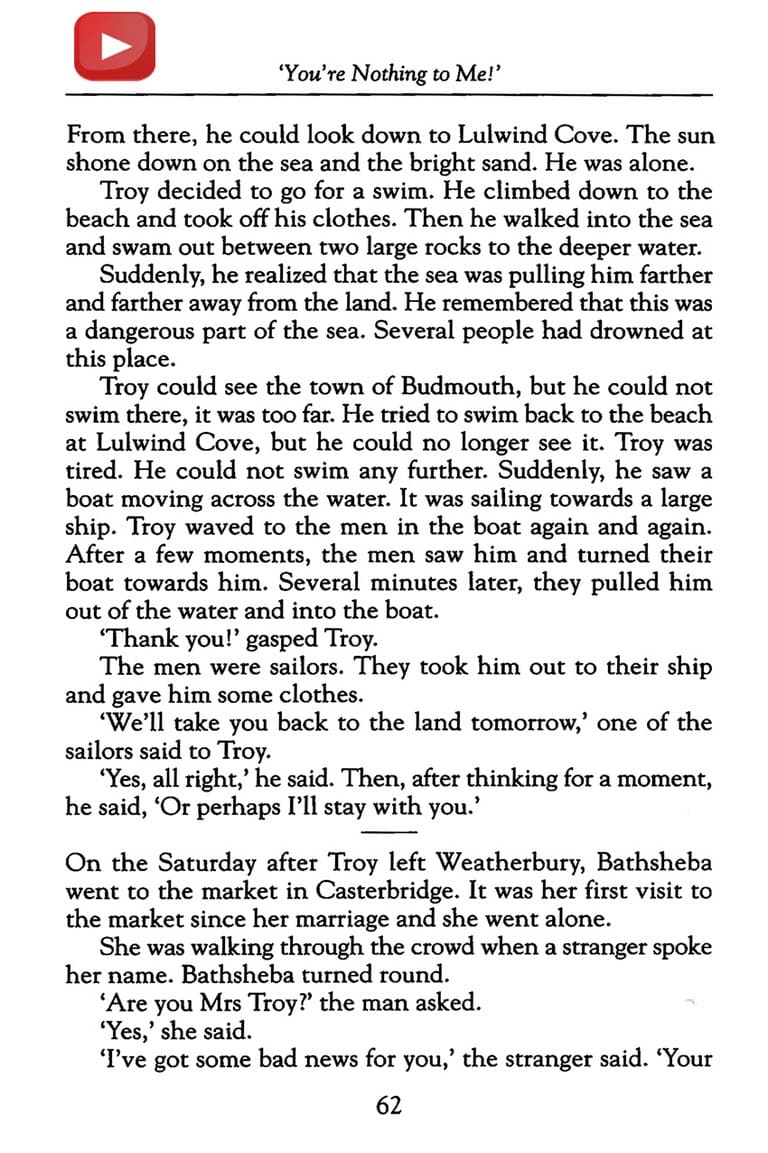 ‘You’re Nothing to Me!’
From there, he could look down to Lulwind Cove. The sun
shone down on the sea and the bright sand. He was alone.
Troy decided to go for a swim. He climbed down to the
beach and took off his clothes. Then he walked into the sea
and swam out between two large rocks to the deeper water.
Suddenly, he realized that the sea was pulling him farther
and farther away from the land. He remembered that this was
a dangerous part of the sea. Several people had drowned at
this place.
Troy could see the town of Budmouth, but he could not
swim there, it was too far. He tried to swim back to the beach
at Lulwind Cove, but he could no longer see it. Troy was
tired. He could not swim any further. Suddenly, he saw a
boat moving across the water. It was sailing towards a large
ship. Troy waved to the men in the boat again and again.
After a few moments, the men saw him and turned their
boat towards him. Several minutes later, they pulled him
out of the water and into the boat.
‘Thank you!’ gasped Troy.
The men were sailors. They took him out to their ship
and gave him some clothes.
‘We’ll take you back to the land tomorrow,’ one of the
sailors said to Troy.
‘Yes, all right,’ he said. Then, after thinking for a moment,
he said, ‘Or perhaps I’ll stay with you.’
On the Saturday after Troy left Weatherbury, Bathsheba
went to the market in Casterbridge. It was her first visit to
the market since her marriage and she went alone.
She was walking through the crowd when a stranger spoke
her name. Bathsheba turned round.
‘Are you Mrs Troy?’ the man asked.
‘Yes,’ she said.
‘I’ve got some bad news for you,’ the stranger said. ‘Your
62